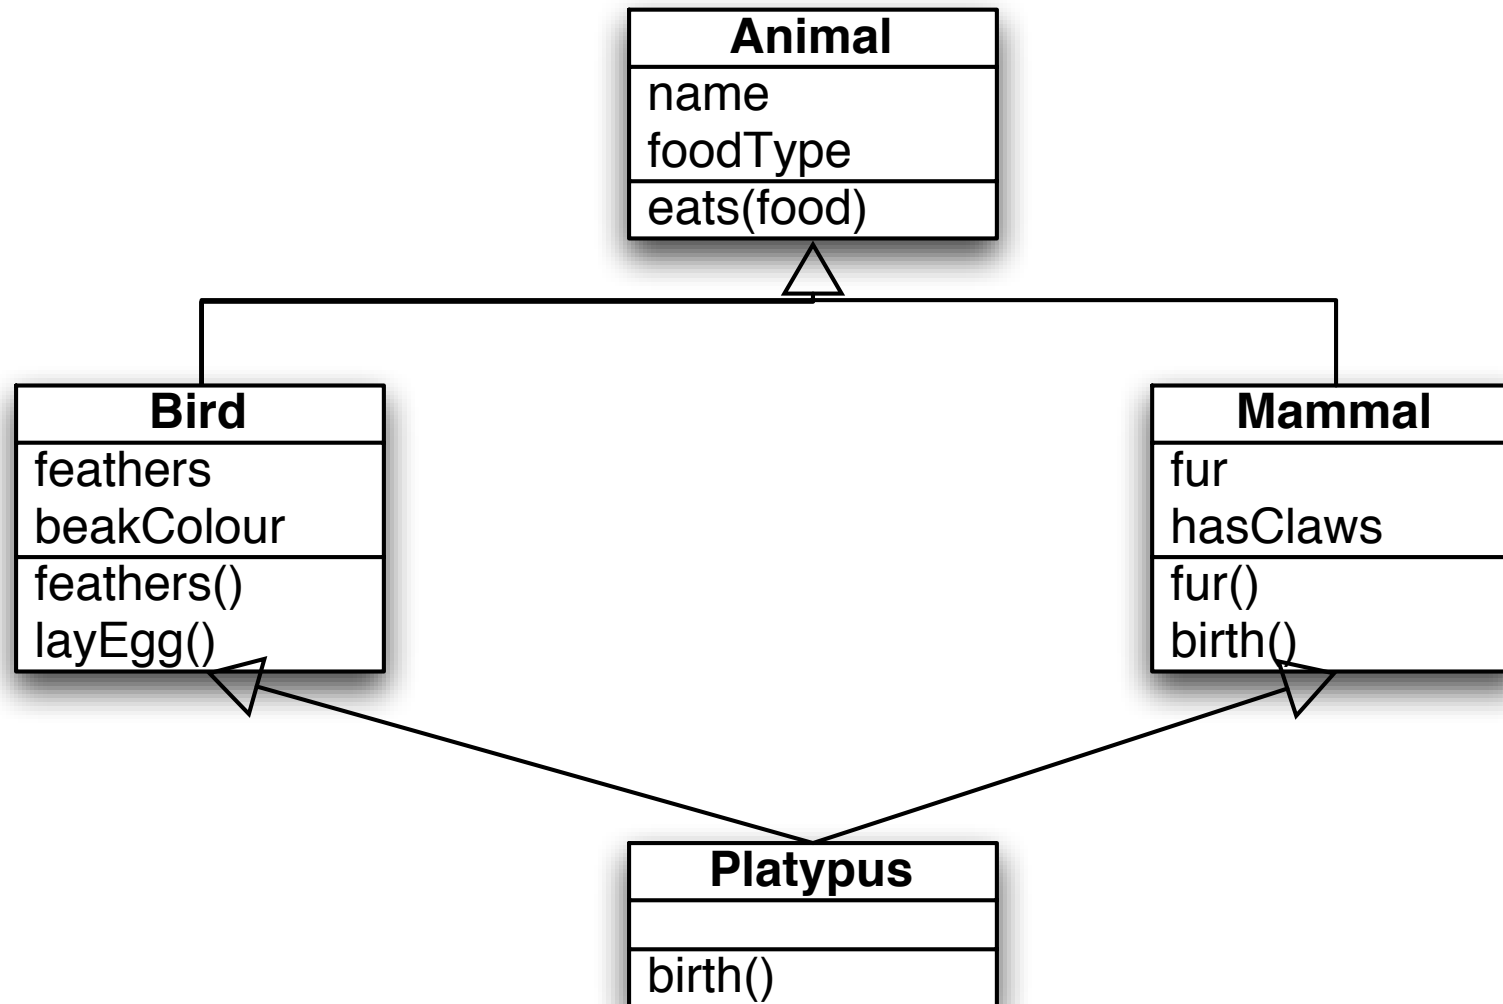 Animal
name
foodType
eats(food)
Bird
feathers
beakColour
feathers()
layEgg()
Mammal
fur
hasClaws
fur()
birth()
Platypus
birth()